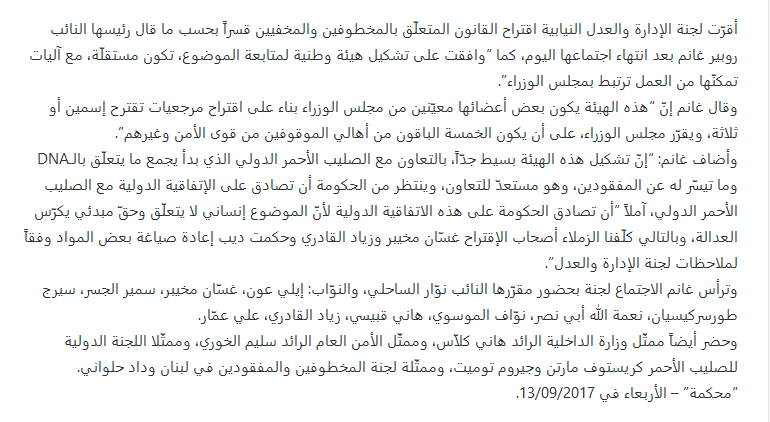 أقرّت لجنة الإدارة والعدل النيابية اقتراح القانون المتعلّق بالمخطوفين والمخفيين قسراً بحسب ما قال رئيسها النائب
روبير غانم بعد انتهاء اجتماعها اليوم، كما "وافقت على تشكيل هيئة وطنية لمتابعة الموضوع، تكون مستقلّة، مع آليات
تمكنّها من العمل ترتبط بمجلس الوزراء".
وقال غانم إنّ "هذه الهيئة يكون بعض أعضائها معيّنين من مجلس الوزراء بناء على اقتراح مرجعيات تقترح إسمين أو
ثلاثة، ويقرّر مجلس الوزراء، على أن يكون الخمسة الباقون من أهالي الموقوفين من قوى الأمن وغيرهم".
وأضاف غانم: "إنّ تشكيل هذه الهيئة بسيط جدّاً، بالتعاون مع الصليب الأحمر الدولي الذي بدأ يجمع ما يتعلّق بالـDNA
وما تيسّر له عن المفقودين، وهو مستعدّ للتعاون، وينتظر من الحكومة أن تصادق على الإتفاقية الدولية مع الصليب
الأحمر الدولي، آملاً "أن تصادق الحكومة على هذه الاتفاقية الدولية لأنّ الموضوع إنساني لا يتعلّق وحقّ مبدئي يكرّس
العدالة، وبالتالي كلّفنا الزملاء أصحاب الإقتراح غسّان مخيبر وزياد القادري وحكمت ديب إعادة صياغة بعض المواد وفقاً
لملاحظات لجنة الإدارة والعدل".
وترأس غانم الاجتماع لجنة بحضور مقرّرها النائب نوّار الساحلي، والنوّاب: إيلي عون، غسّان مخيبر، سمير الجسر، سيرج
طورسركيسيان، نعمة الله أبي نصر، نوّاف الموسوي، هاني قبيسي، زياد القادري، علي عمّار.
وحضر أيضاً ممثّل وزارة الداخلية الرائد هاني كلاّس، وممثّل الأمن العام الرائد سليم الخوري، وممثّلا اللجنة الدولية
للصليب الأحمر كريستوف مارتن وجيروم توميت، وممثّلة لجنة المخطوفين والمفقودين في لبنان وداد حلواني.
"محكمة" – الأربعاء في 13/09/2017.